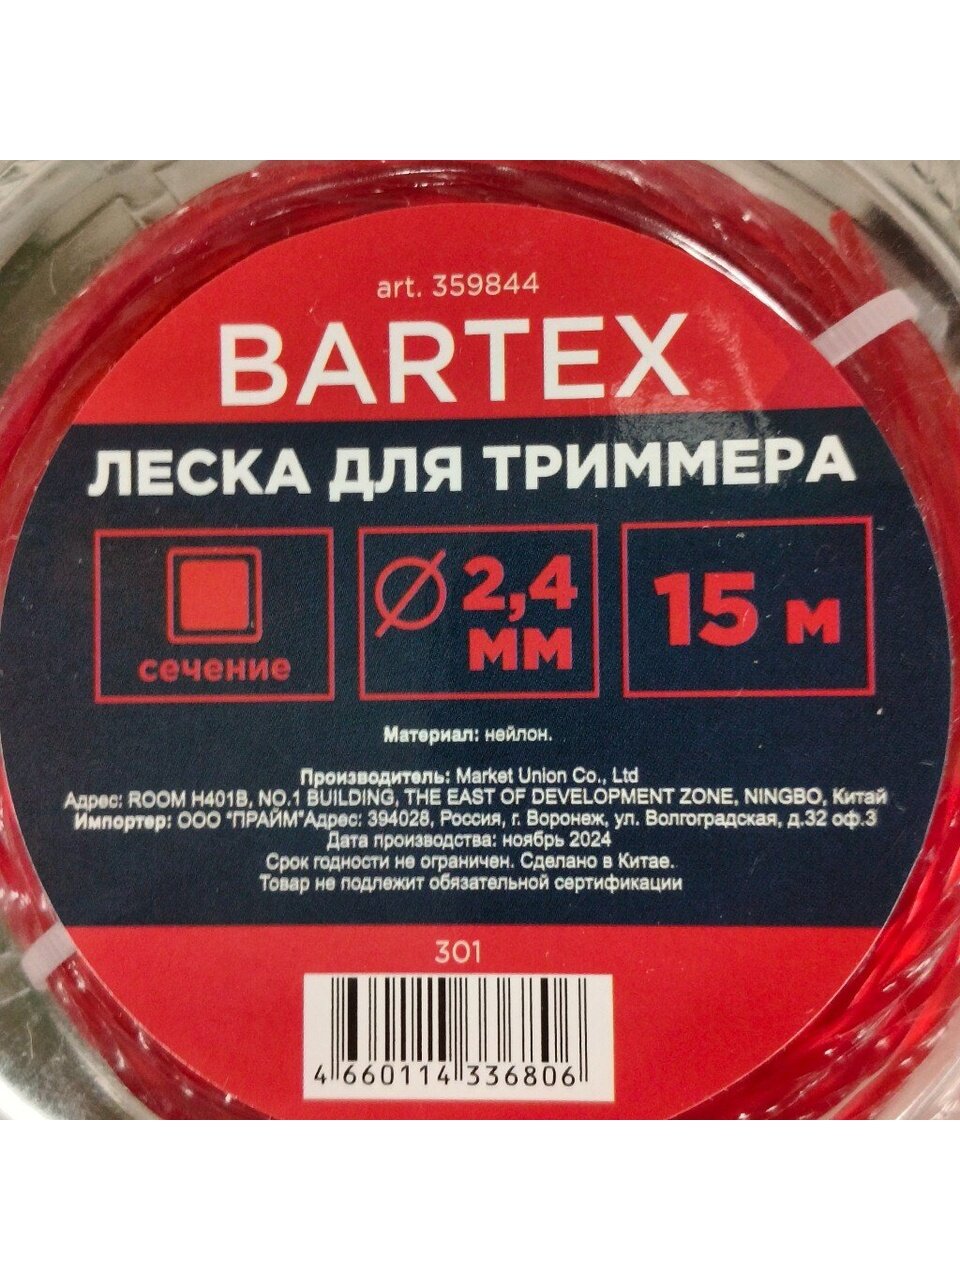 art. 359844
BARTEX
ЛЕСКА ДЛЯ ТРИММЕРА
сечение
Ø 2,4 мм
15 м
Материал: нейлон.
Производитель: Market Union Co., Ltd
Адрес: ROOM H401B, NO.1 BUILDING, THE EAST OF DEVELOPMENT ZONE, NINGBO, Китай
Импортер: ООО "ПРАЙМ"Адрес: 394028, Россия, г. Воронеж, ул. Волгоградская, д.32 оф.3
Дата производства: ноябрь 2024
Срок годности не ограничен. Сделано в Китае.
Товар не подлежит обязательной сертификации
301
4 660114 336806